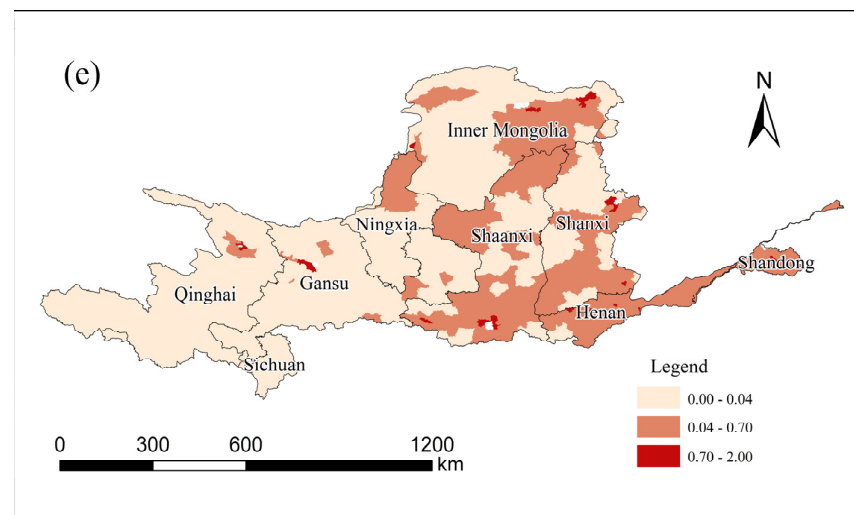 (e)
N
Inner Mongolia
Ningxia
Shaanxi
Shanxi
Shandong
Qinghai
Gansu
Henan
Sichuan
Legend
0.00 - 0.04
0.04 - 0.70
0.70 - 2.00
0 300 600 1200
km